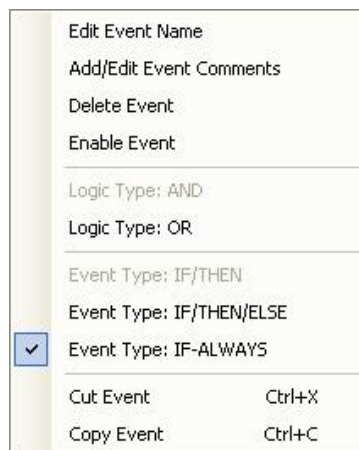 Edit Event Name
Add/Edit Event Comments
Delete Event
Enable Event
Logic Type: AND
Logic Type: OR
Event Type: IF/THEN
Event Type: IF/THEN/ELSE
Event Type: IF-ALWAYS
Cut Event Ctrl+X
Copy Event Ctrl+C